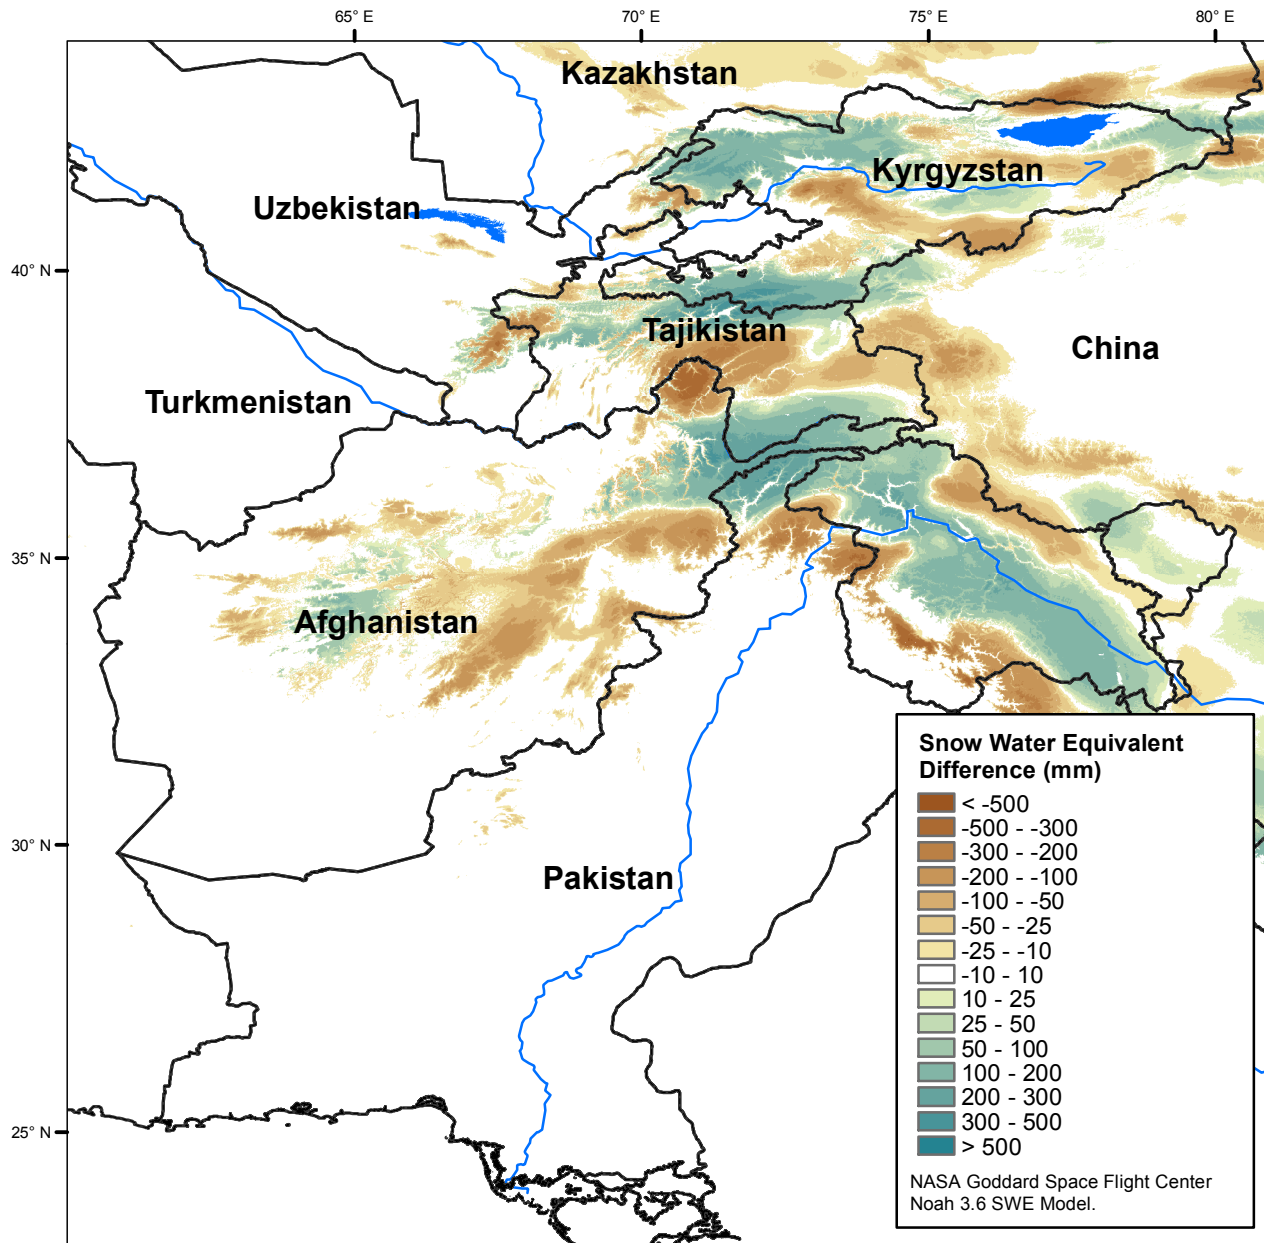 65° E
70° E
75° E
80° E
Kazakhstan
Kyrgyzstan
Uzbekistan
40° N
Tajikistan
China
Turkmenistan
35° N
Afghanistan
Snow Water Equivalent
Difference (mm)
< -500
-500 - -300
-300 - -200
-200 - -100
-100 - -50
-50 - -25
-25 - -10
-10 - 10
10 - 25
25 - 50
50 - 100
100 - 200
200 - 300
300 - 500
> 500
30° N
Pakistan
25° N
NASA Goddard Space Flight Center
Noah 3.6 SWE Model.